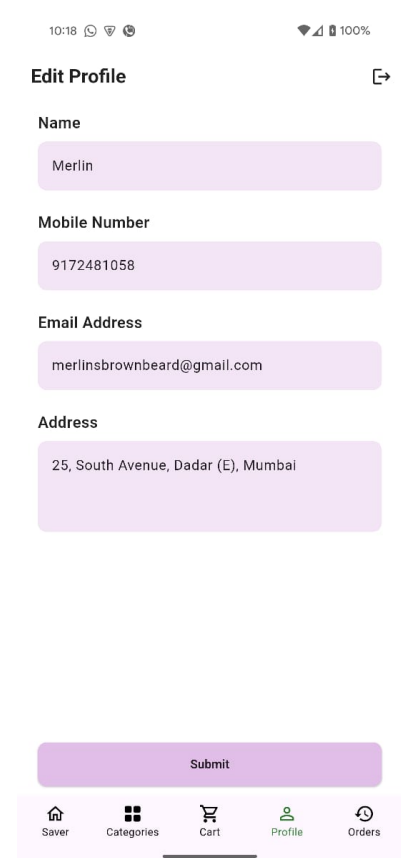 10:18 100%
Edit Profile
Name
Merlin
Mobile Number
9172481058
Email Address
merlinsbrownbeard@gmail.com
Address
25, South Avenue, Dadar (E), Mumbai
Submit
Saver Categories Cart Profile Orders